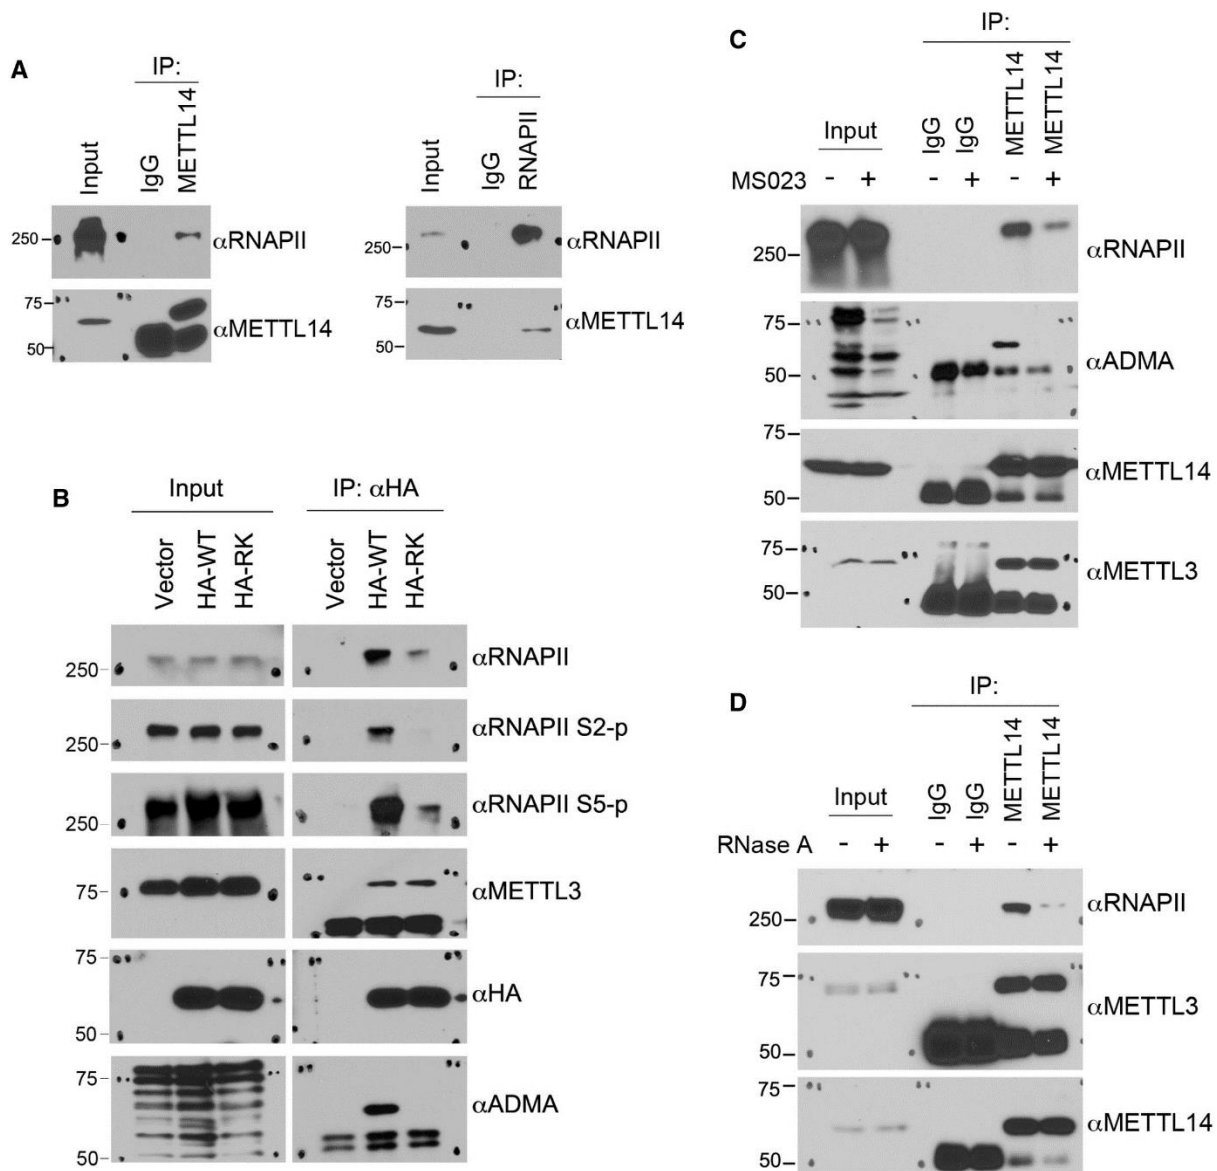 A
IP:
Input
IgG
METTL14
250
αRNAPII
75
50
αMETTL14
IP:
Input
IgG
RNAPII
250
αRNAPII
75
50
αMETTL14
B
Input
IP: αHA
Vector
HA-WT
HA-RK
Vector
HA-WT
HA-RK
250
αRNAPII
250
αRNAPII S2-p
250
αRNAPII S5-p
75
αMETTL3
75
50
αHA
75
50
αADMA
C
IP:
Input
IgG
IgG
METTL14
METTL14
MS023 - + - + - +
250
αRNAPII
75
50
αADMA
75
50
αMETTL14
75
50
αMETTL3
D
IP:
Input
IgG
IgG
METTL14
METTL14
RNase A - + - + - +
250
αRNAPII
75
50
αMETTL3
75
50
αMETTL14